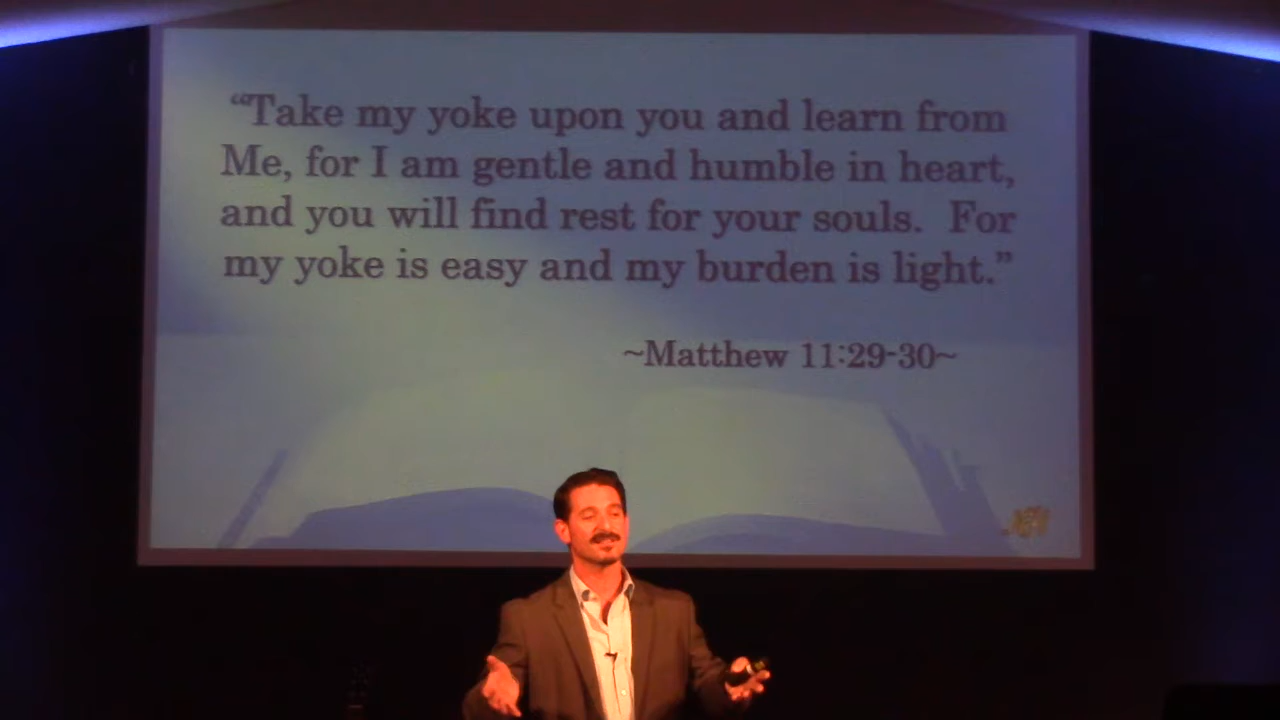 “Take my yoke upon you and learn from
Me, for I am gentle and humble in heart,
and you will find rest for your souls.  For
my yoke is easy and my burden is light.”
~Matthew 11:29-30~